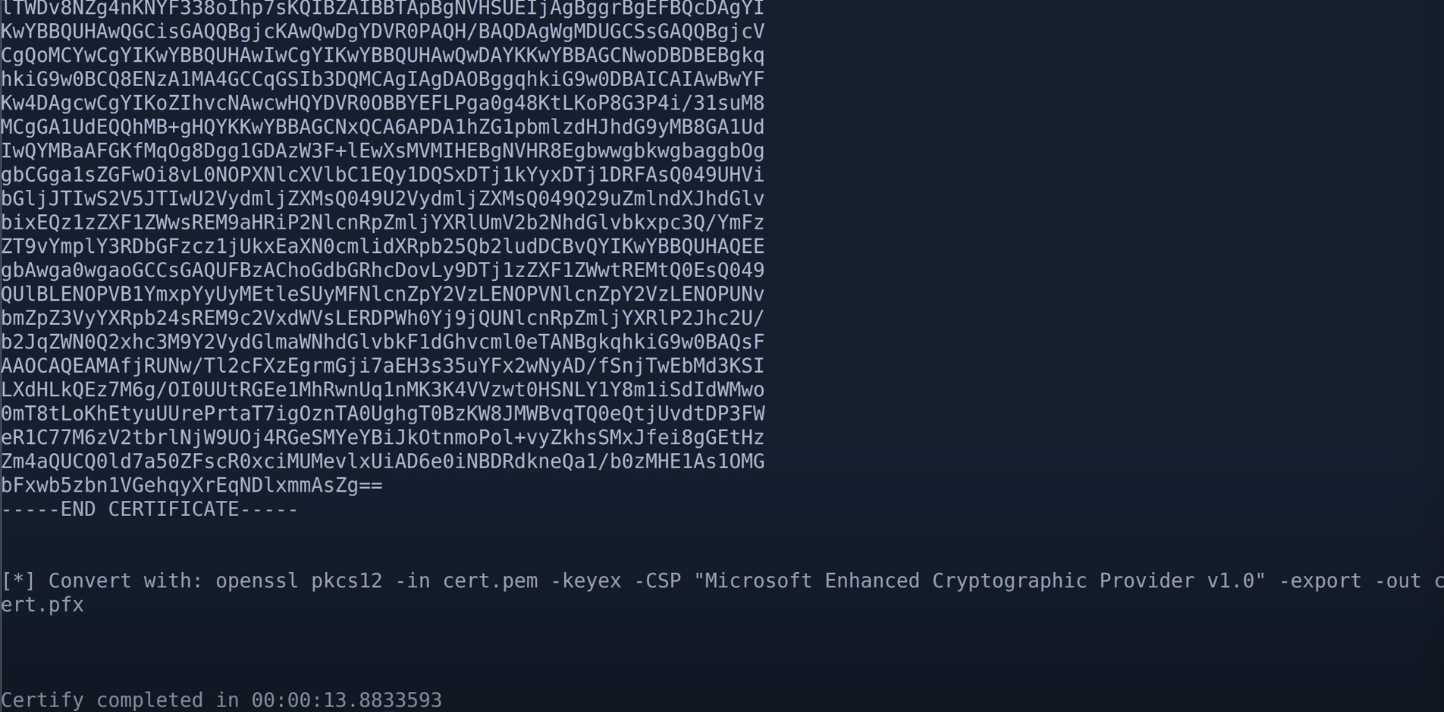 lTWDv8NZg4nKNYF338oIhp7sKQIBZAIBBTApBgNVHSUEIjAgBggrBgEFBQcDAgYI
KwYBBQUHAwQGCisGAQQBgjcKAwQwDgYDVR0PAQH/BAQDAgWgMDUGCSsGAQQBgjcV
CgQoMCYwCgYIKwYBBQUHAwIwCgYIKwYBBQUHAwQwDAYKKwYBBAGCNwoDBDBEBgkq
hkiG9w0BCQ8ENzA1MA4GCCqGSIb3DQMCAgIAgDAOBggqhkiG9w0DBAICAIAwBwYF
Kw4DAgcwCgYIKoZIhvcNAwcwHQYDVR0OBBYEFLPga0g48KtLKoP8G3P4i/31suM8
MCgGA1UdEQQhMB+gHQYKKwYBBAGCNxQCA6APDA1hZG1pbmlzdHJhdG9yMB8GA1Ud
IwQYMBaAFGKfMqOg8Dgg1GDAzW3F+lEwXsMVMIHEBgNVHR8EgbwwgbkwgbaggbOg
gbCGga1sZGFwOi8vL0NOPXNlcXVlbC1EQy1DQSxDTj1kYyxDTj1DRFAsQ049UHVi
bGljJTIwS2V5JTIwU2VydmljZXMsQ049U2VydmljZXMsQ049Q29uZmlndXJhdGlv
bixEQz1zZXF1ZWwsREM9aHRiP2NlcnRpZmljYXRlUmV2b2NhdGlvbkxpc3Q/YmFz
ZT9vYmplY3RDbGFzcz1jUkxEaXN0cmlidXRpb25Qb2ludDCBvQYIKwYBBQUHAQEE
gbAwga0wgaoGCCsGAQUFBzAChoGdbGRhcDovLy9DTj1zZXF1ZWwtREMtQ0EsQ049
QUlBLENOPVB1YmxpYyUyMEtleSUyMFNlcnZpY2VzLENOPVNlcnZpY2VzLENOPUNv
bmZpZ3VyYXRpb24sREM9c2VxdWVsLERDPWh0Yj9jQUNlcnRpZmljYXRlP2Jhc2U/
b2JqZWN0Q2xhc3M9Y2VydGlmaWNhdGlvbkF1dGhvcml0eTANBgkqhkiG9w0BAQsF
AAOCAQEAMAfjRUNw/Tl2cFXzEgrmGji7aEH3s35uYFx2wNyAD/fSnjTwEbMd3KSI
LXdHLkQEz7M6g/OI0UUtRGEe1MhRwnUq1nMK3K4VVzwt0HSNLY1Y8m1iSdIdWMwo
0mT8tLoKhEtyuUUrePrtaT7igOznTA0UghgT0BzKW8JMWBvqTQ0eQtjUvdtDP3FW
eR1C77M6zV2tbrlNjW9UOj4RGeSMYeYBiJkOtnmoPol+vyZkhsSMxJfei8gGEtHz
Zm4aQUCQ0ld7a50ZFscR0xciMUMevlxUiAD6e0iNBDRdkneQa1/b0zMHE1As1OMG
bFxwb5zbn1VGehqyXrEqNDlxmmAsZg==
-----END CERTIFICATE-----
[*] Convert with: openssl pkcs12 -in cert.pem -keyex -CSP "Microsoft Enhanced Cryptographic Provider v1.0" -export -out c
ert.pfx
Certify completed in 00:00:13.8833593